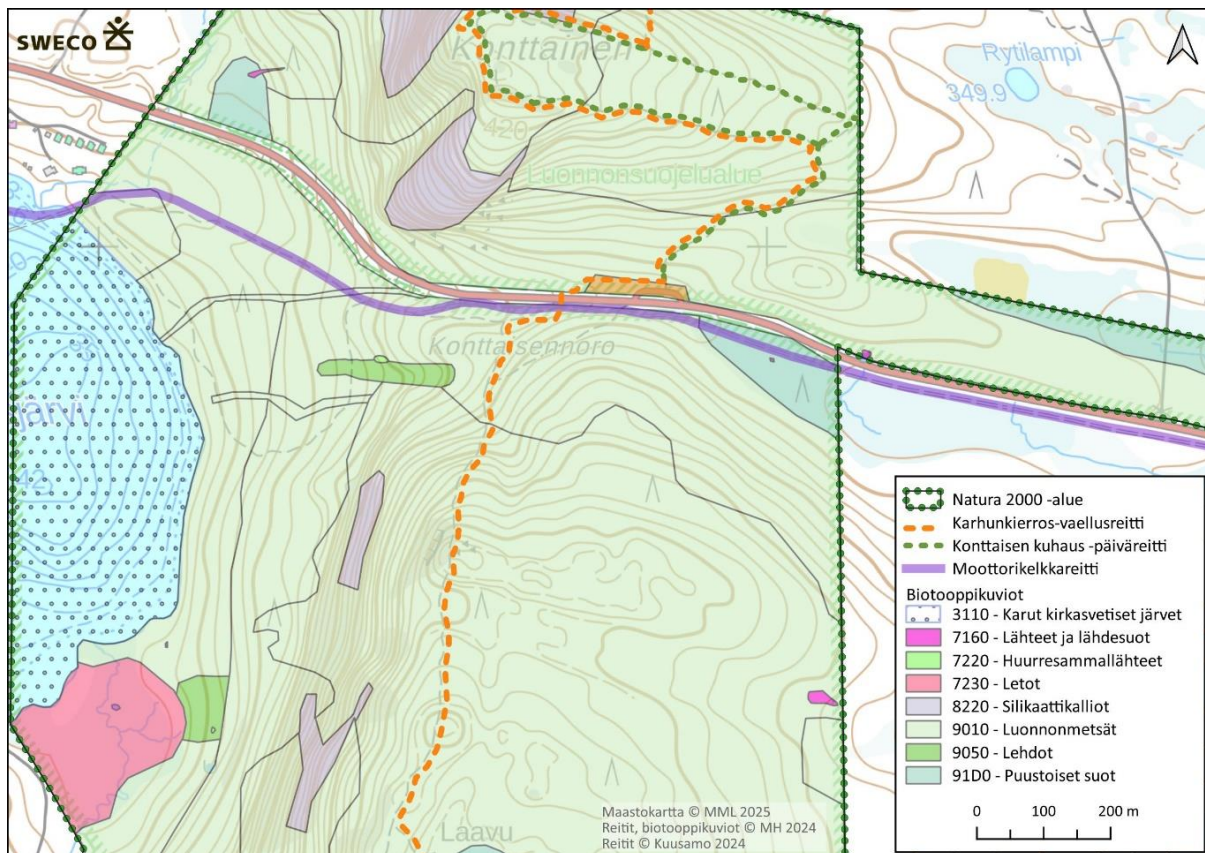 SWECO
Konttainen
Rytilampi
349.9
420
Luonnonsuojelualue
järvi
Konttaisennoro
42
Laavu
Natura 2000 -alue
Karhunkierros-vaellusreitti
Konttaisen kuhaus -päiväreitti
Moottorikelkkareitti
Biotooppikuviot
3110 - Karut kirkasvetiset järvet
7160 - Lähteet ja lähdesuot
7220 - Huurresammallähteet
7230 - Letot
8220 - Silikaattikalliot
9010 - Luonnonmetsät
9050 - Lehdot
91D0 - Puustoiset suot
0 100 200 m
Maastokartta © MML 2025
Reitit, biotooppikuviot © MH 2024
Reitit © Kuusamo 2024